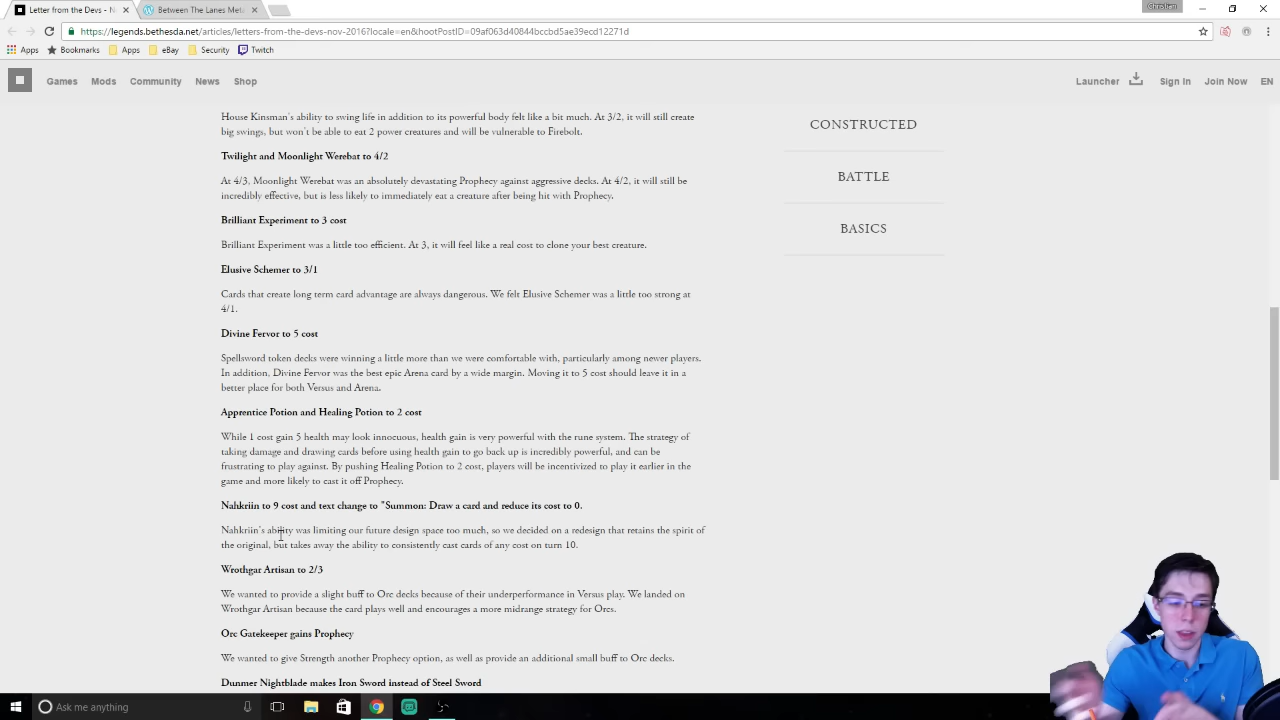 Letter from the Devs - N
Between The Lanes Meta
Christian
https://legends.bethesda.net/en/articles/letters-from-the-devs-nov-2016?locale=en&hootPostID=09af063d40844bccbd5ae39ecd12271d
Apps
Bookmarks
Apps
eBay
Security
Twitch
Games
Mods
Community
News
Shop
Launcher
Sign In
Join Now
EN
House Kinsman's ability to swing life in addition to its powerful body felt like a bit much. At 3/2, it will still create
big swings, but won't be able to eat 2 power creatures and will be vulnerable to Firebolt.
Twilight and Moonlight Werebat to 4/2
At 4/3, Moonlight Werebat was an absolutely devastating Prophecy against aggressive decks. At 4/2, it will still be
incredibly effective, but is less likely to immediately eat a creature after being hit with Prophecy.
Brilliant Experiment to 3 cost
Brilliant Experiment was a little too efficient. At 3, it will feel like a real cost to clone your best creature.
Elusive Schemer to 3/1
Cards that create long term card advantage are always dangerous. We felt Elusive Schemer was a little too strong at
4/1.
Divine Fervor to 5 cost
Spellsword token decks were winning a little more than we were comfortable with, particularly among newer players.
In addition, Divine Fervor was the best epic Arena card by a wide margin. Moving it to 5 cost should leave it in a
better place for both Versus and Arena.
Apprentice Potion and Healing Potion to 2 cost
While 1 cost gain 5 health may look innocuous, health gain is very powerful with the rune system. The strategy of
taking damage and drawing cards before using health gain to go back up is incredibly powerful, and can be
frustrating to play against. By pushing Healing Potion to 2 cost, players will be incentivized to play it earlier in the
game and more likely to cast it off Prophecy.
Nahkriin to 9 cost and text change to "Summon: Draw a card and reduce its cost to 0.
Nahkriin's ability was limiting our future design space too much, so we decided on a redesign that retains the spirit of
the original, but takes away the ability to consistently cast cards of any cost on turn 10.
Wrothgar Artisan to 2/3
We wanted to provide a slight buff to Orc decks because of their underperformance in Versus play. We landed on
Wrothgar Artisan because the card plays well and encourages a more midrange strategy for Orcs.
Orc Gatekeeper gains Prophecy
We wanted to give Strength another Prophecy option, as well as provide an additional small buff to Orc decks.
Dunmer Nightblade makes Iron Sword instead of Steel Sword
CONSTRUCTED
BATTLE
BASICS
Ask me anything